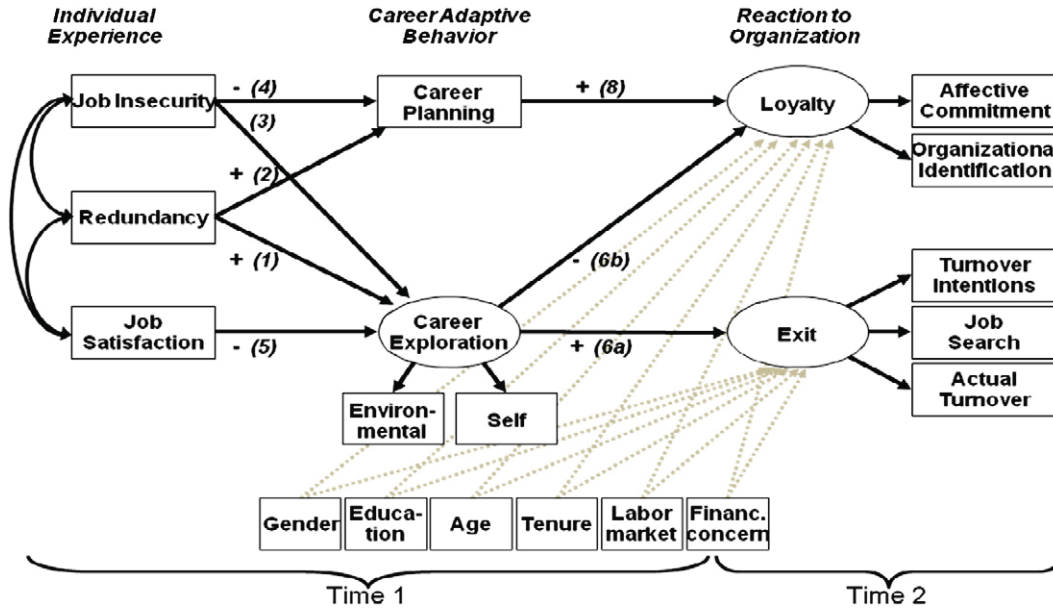 Individual Experience
Career Adaptive Behavior
Reaction to Organization
Job Insecurity
- (4)
(3)
Career
Planning
+ (8)
Loyalty
Affective
Commitment
Organizational
Identification
+ (2)
Redundancy
+ (1)
- (6b)
Job
Satisfaction
- (5)
Career
Exploration
+ (6a)
Exit
Turnover
Intentions
Job
Search
Actual
Turnover
Environ-
mental
Self
Gender
Educa-
tion
Age
Tenure
Labor
market
Financ.
concern
Time 1
Time 2